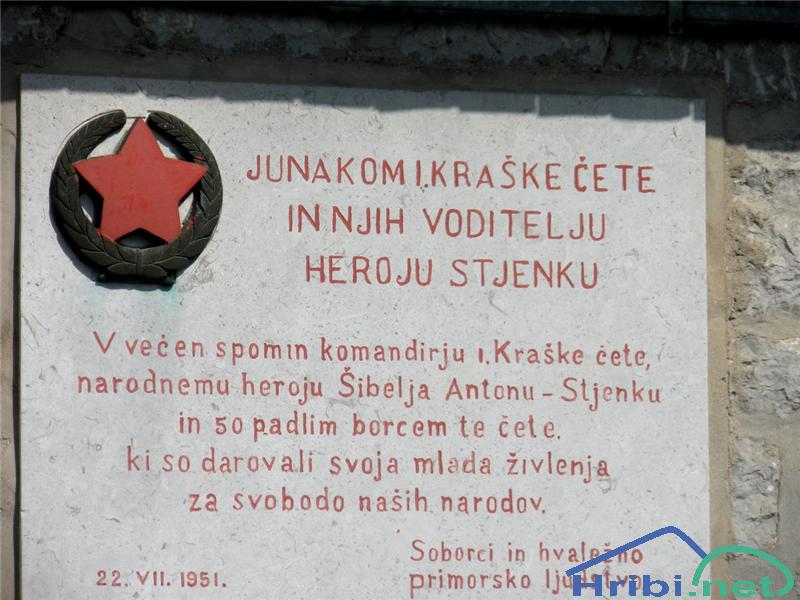 JUNAKOM I. KRAŠKE ČETE
IN NJIH VODITELJU
HEROJU STJENKU
V večen spomin komandirju 1. Kraške čete,
narodnemu heroju Šibelja Antonu - Stjenku
in 50 padlim borcem te čete.
ki so darovali svoja mlada življenja
za svobodo naših narodov.
Soborci in hvaležno
22. VII. 1951. primorsko ljudstvo
Hribi.net